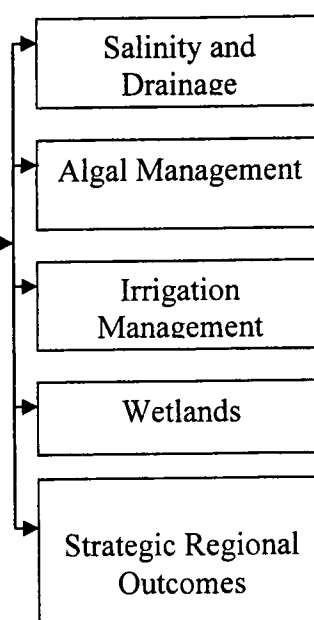 Salinity and
Drainage
Algal Management
Irrigation
Management
Wetlands
Strategic Regional
Outcomes